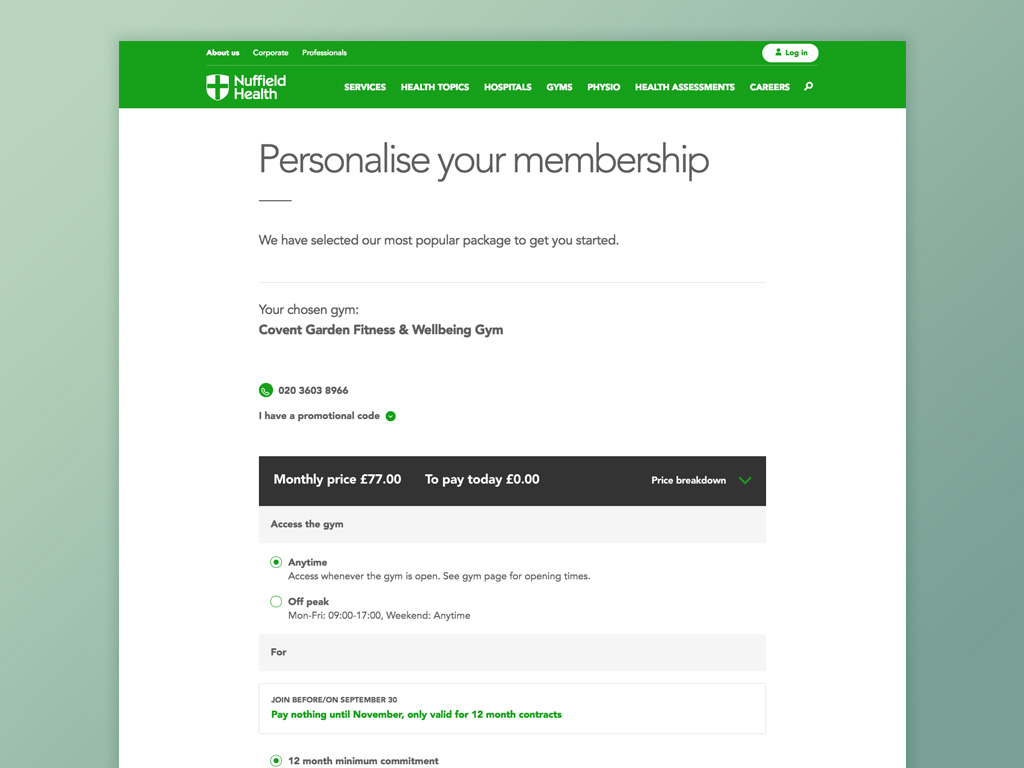 About us Corporate Professionals Log in
Nuffield
Health
SERVICES HEALTH TOPICS HOSPITALS GYMS PHYSIO HEALTH ASSESSMENTS CAREERS
Personalise your membership
We have selected our most popular package to get you started.
Your chosen gym:
Covent Garden Fitness & Wellbeing Gym
020 3603 8966
I have a promotional code
Monthly price £77.00 To pay today £0.00 Price breakdown
Access the gym
Anytime
Access whenever the gym is open. See gym page for opening times.
Off peak
Mon-Fri: 09:00-17:00, Weekend: Anytime
For
JOIN BEFORE/ON SEPTEMBER 30
Pay nothing until November, only valid for 12 month contracts
12 month minimum commitment